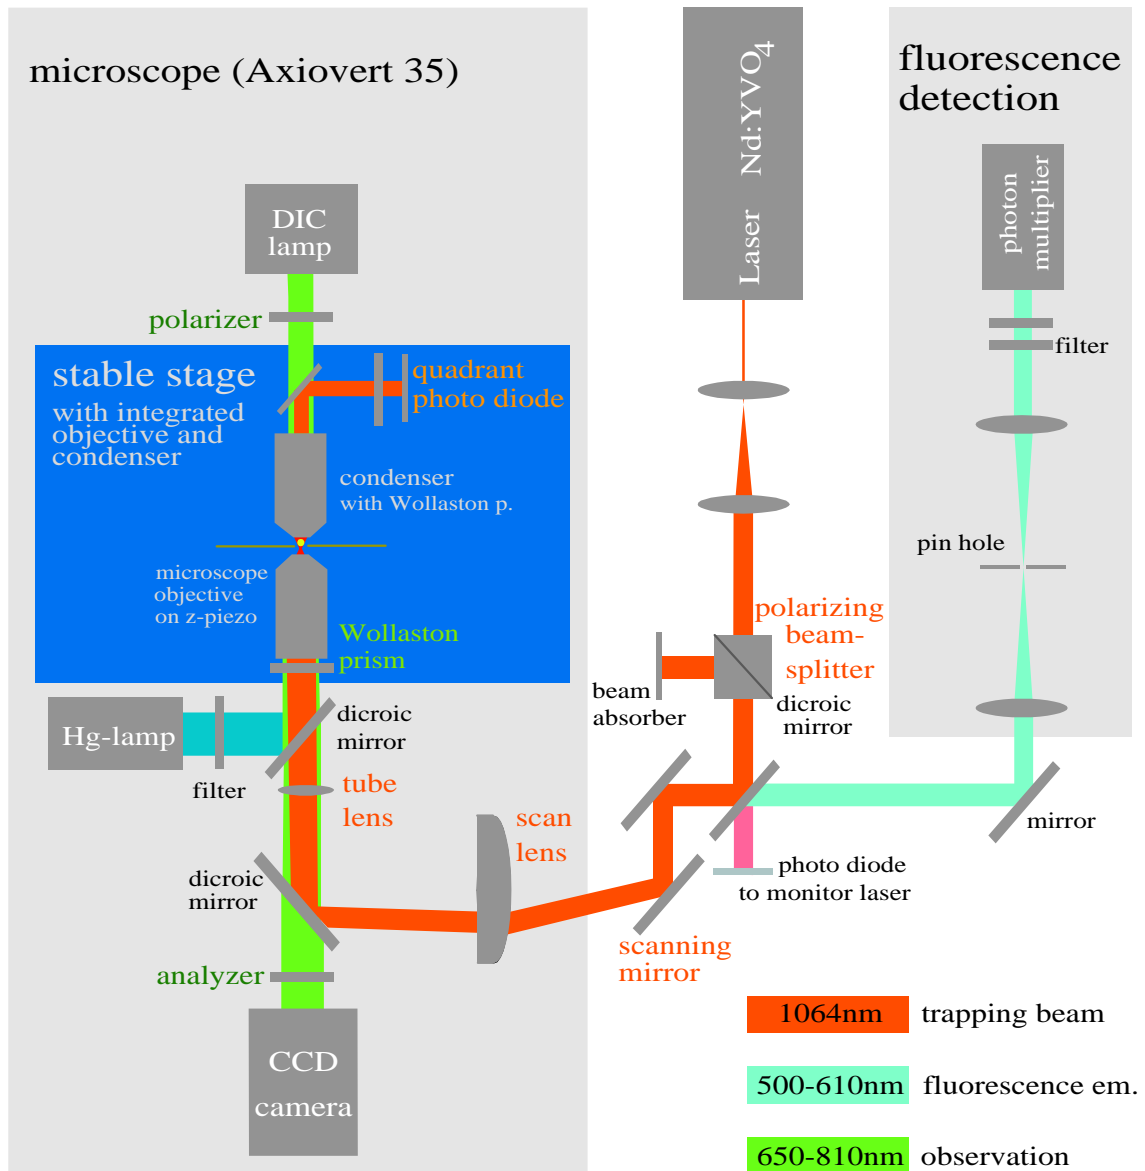 microscope (Axiovert 35)
DIC
lamp
polarizer
stable stage
with integrated
objective and
condenser
quadrant
photo diode
condenser
with Wollaston p.
microscope
objective
on z-piezo
Wollaston
prism
Hg-lamp
filter
dicroic
mirror
tube
lens
scan
lens
dicroic
mirror
analyzer
CCD
camera
Laser Nd:YVO4
polarizing
beam-
splitter
beam
absorber
dicroic
mirror
photo diode
to monitor laser
scanning
mirror
fluorescence
detection
photon
multiplier
filter
pin hole
mirror
1064nm trapping beam
500-610nm fluorescence em.
650-810nm observation